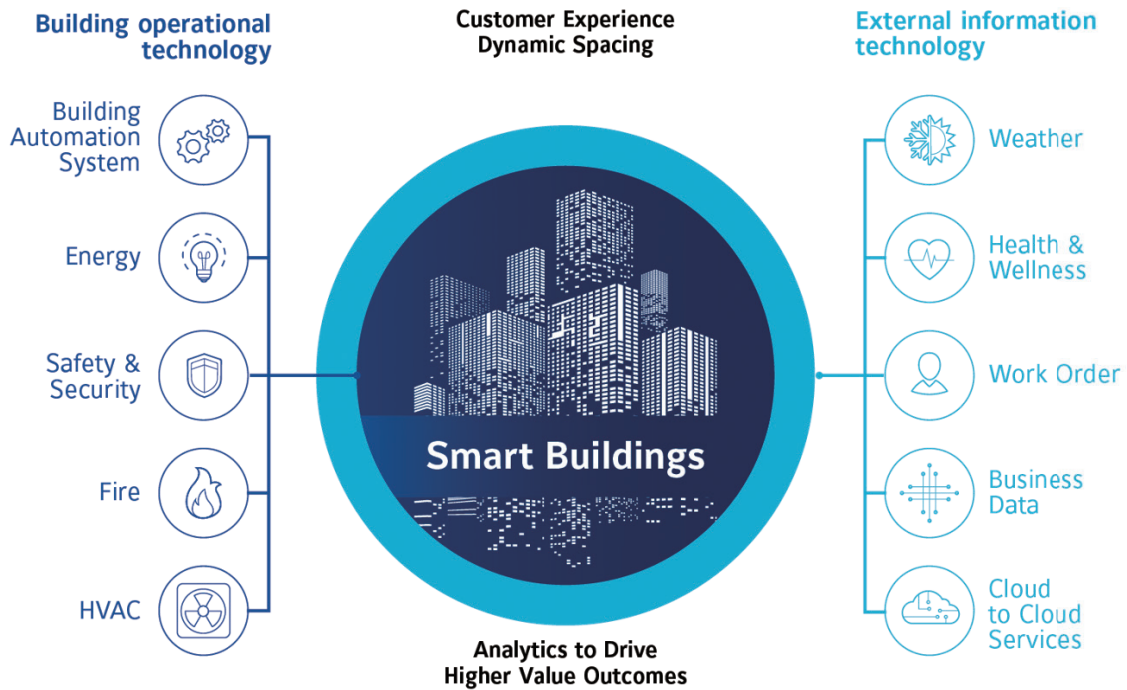 Building operational
technology
Building
Automation
System
Energy
Safety &
Security
Fire
HVAC
Customer Experience
Dynamic Spacing
Smart Buildings
Analytics to Drive
Higher Value Outcomes
External information
technology
Weather
Health &
Wellness
Work Order
Business
Data
Cloud
to Cloud
Services